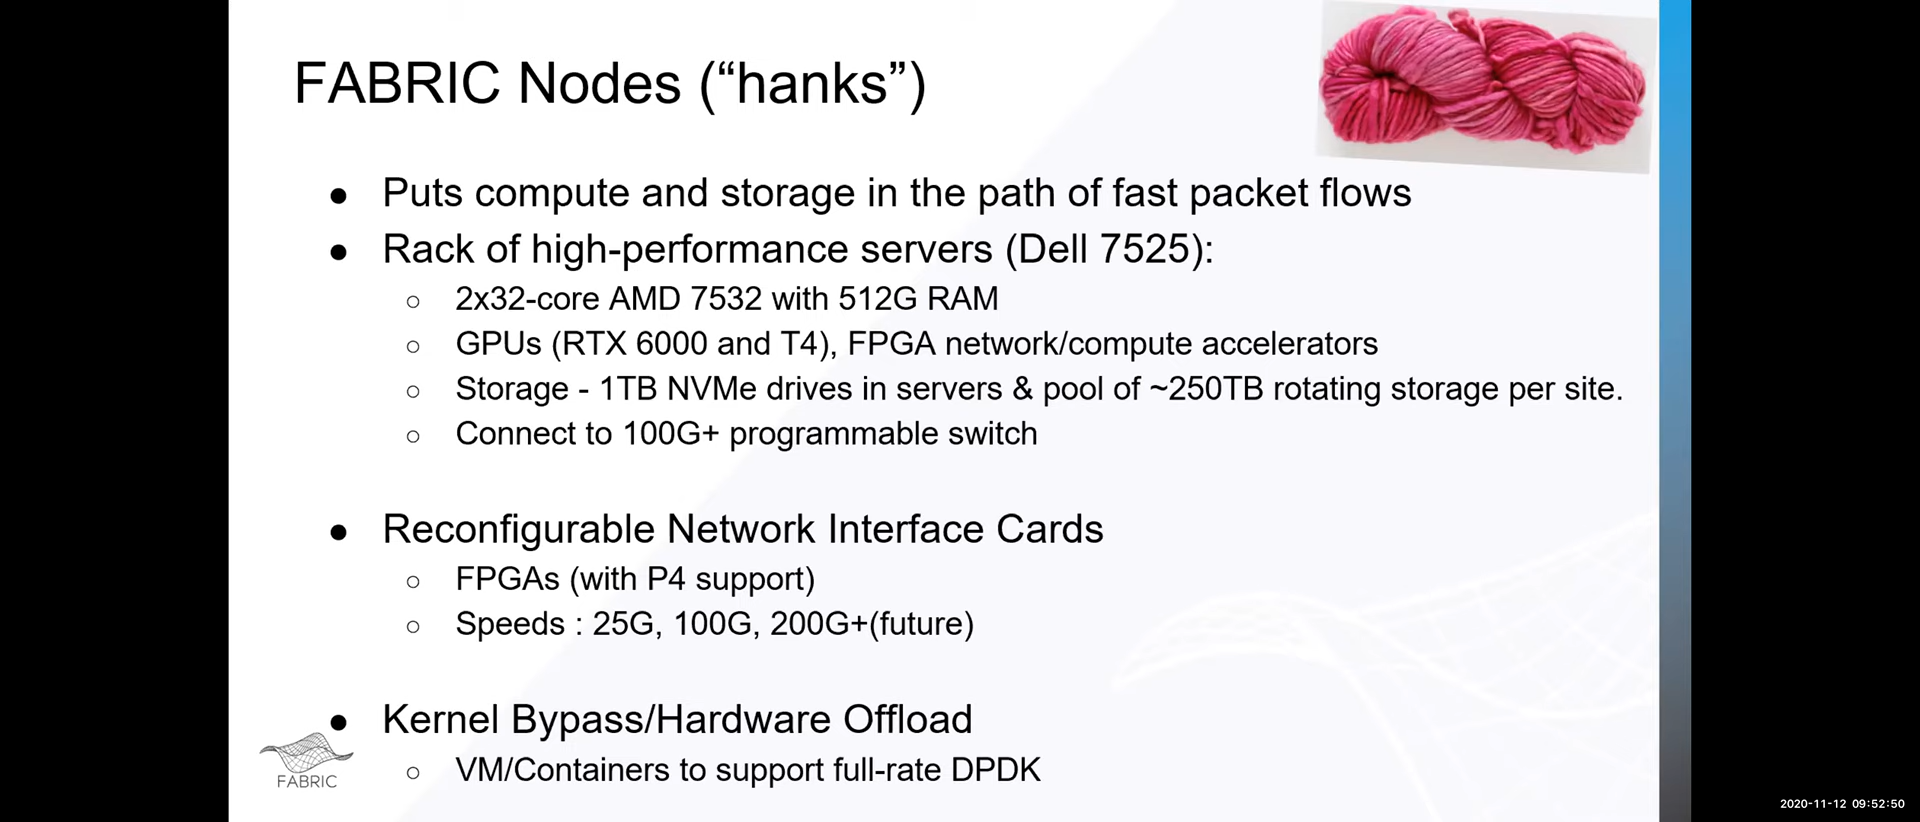 FABRIC Nodes (“hanks”)
● Puts compute and storage in the path of fast packet flows
● Rack of high-performance servers (Dell 7525):
○ 2x32-core AMD 7532 with 512G RAM
○ GPUs (RTX 6000 and T4), FPGA network/compute accelerators
○ Storage - 1TB NVMe drives in servers & pool of ~250TB rotating storage per site.
○ Connect to 100G+ programmable switch
● Reconfigurable Network Interface Cards
○ FPGAs (with P4 support)
○ Speeds : 25G, 100G, 200G+(future)
● Kernel Bypass/Hardware Offload
○ VM/Containers to support full-rate DPDK
FABRIC
2020-11-12 09:52:50